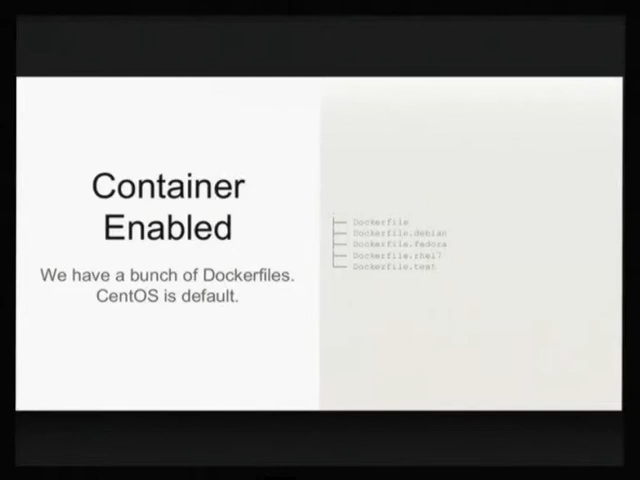 Container
Enabled
We have a bunch of Dockerfiles.
CentOS is default.
Dockerfile
Dockerfile.debian
Dockerfile.fedora
Dockerfile.rhel7
Dockerfile.test